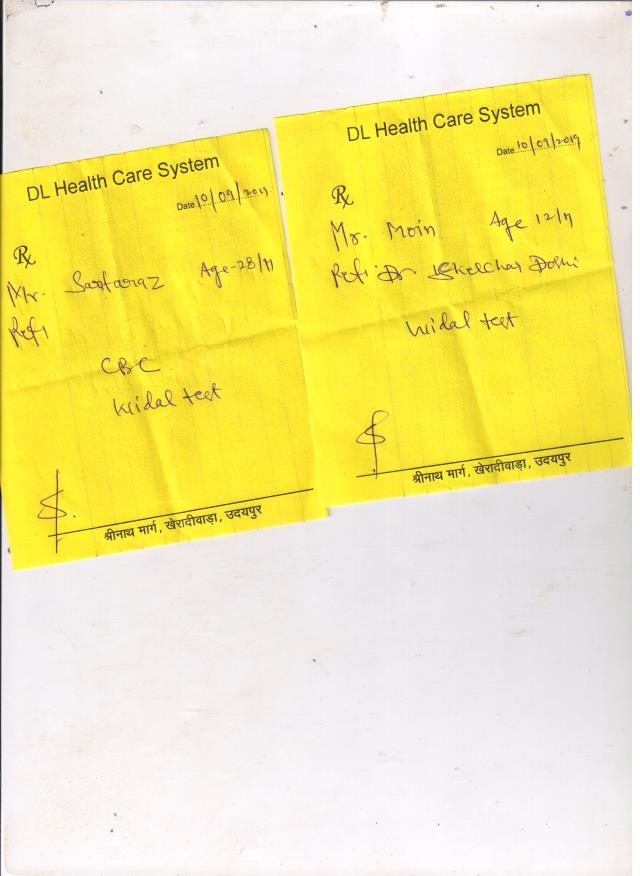 DL Health Care System
Date 10/09/2019
Rx
Mr. Sarfaraz Age-28/M
Ref:
CBC
Widal test
श्रीनाथ मार्ग, खेरादीवाड़ा, उदयपुर
DL Health Care System
Date 10/09/2019
Rx
Mr. Moin Age 12/M
Ref: Dr.
Widal test
श्रीनाथ मार्ग, खेरादीवाड़ा, उदयपुर